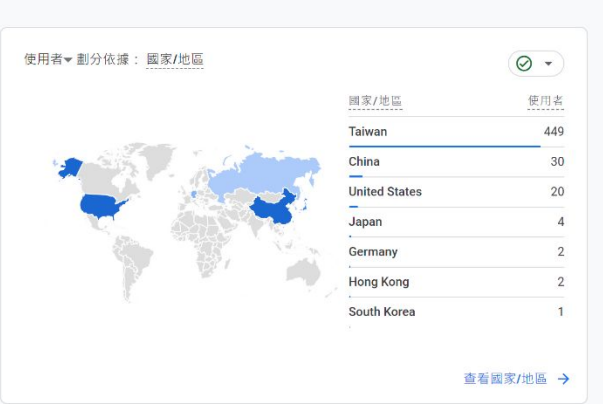 使用者 劃分依據： 國家/地區
國家/地區 使用者
Taiwan 449
China 30
United States 20
Japan 4
Germany 2
Hong Kong 2
South Korea 1
查看國家/地區 →